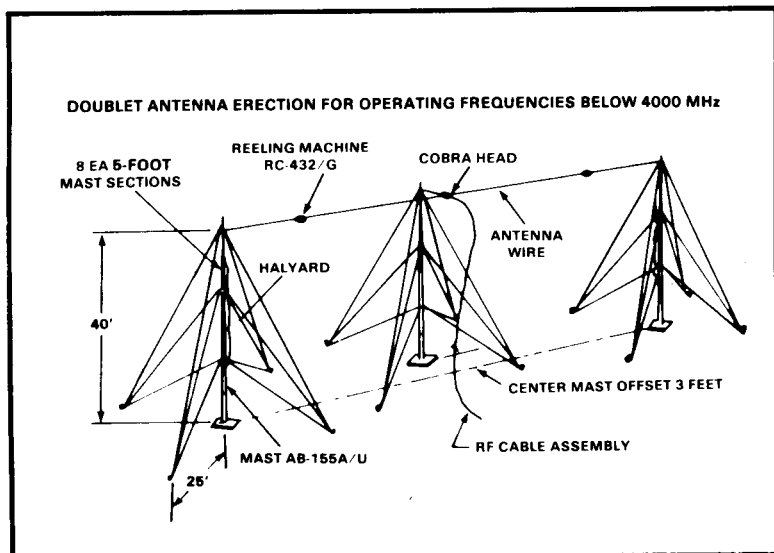 DOUBLET ANTENNA ERECTION FOR OPERATING FREQUENCIES BELOW 4000 MHz
8 EA 5-FOOT
MAST SECTIONS
REELING MACHINE
RC-432/G
COBRA HEAD
ANTENNA
WIRE
HALYARD
40'
CENTER MAST OFFSET 3 FEET
RF CABLE ASSEMBLY
MAST AB-155A/U
25'